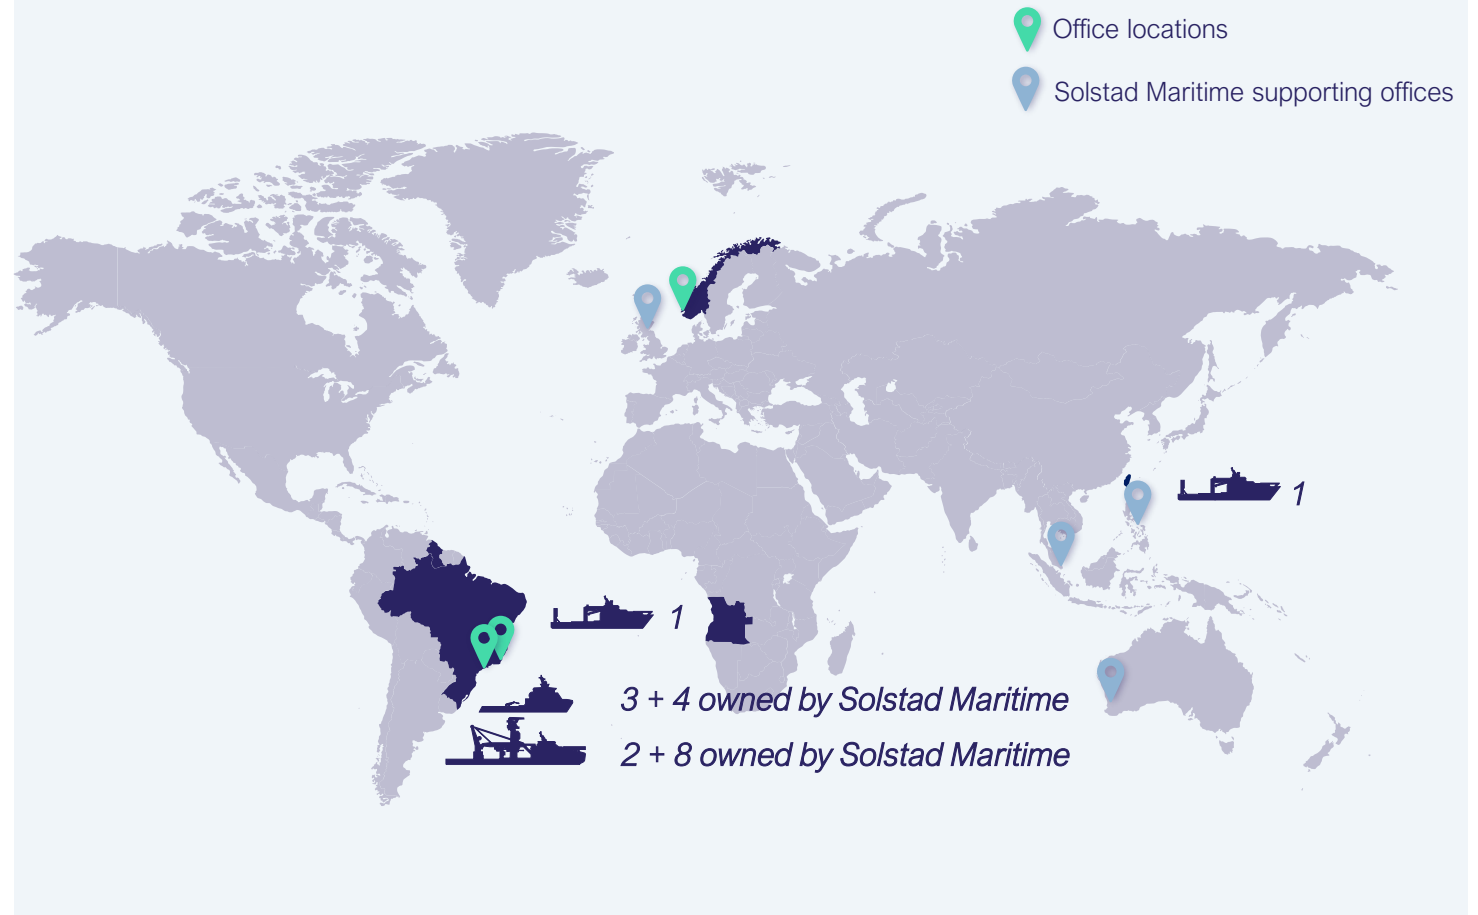 Office locations
Solstad Maritime supporting offices
1
1
3 + 4 owned by Solstad Maritime
2 + 8 owned by Solstad Maritime